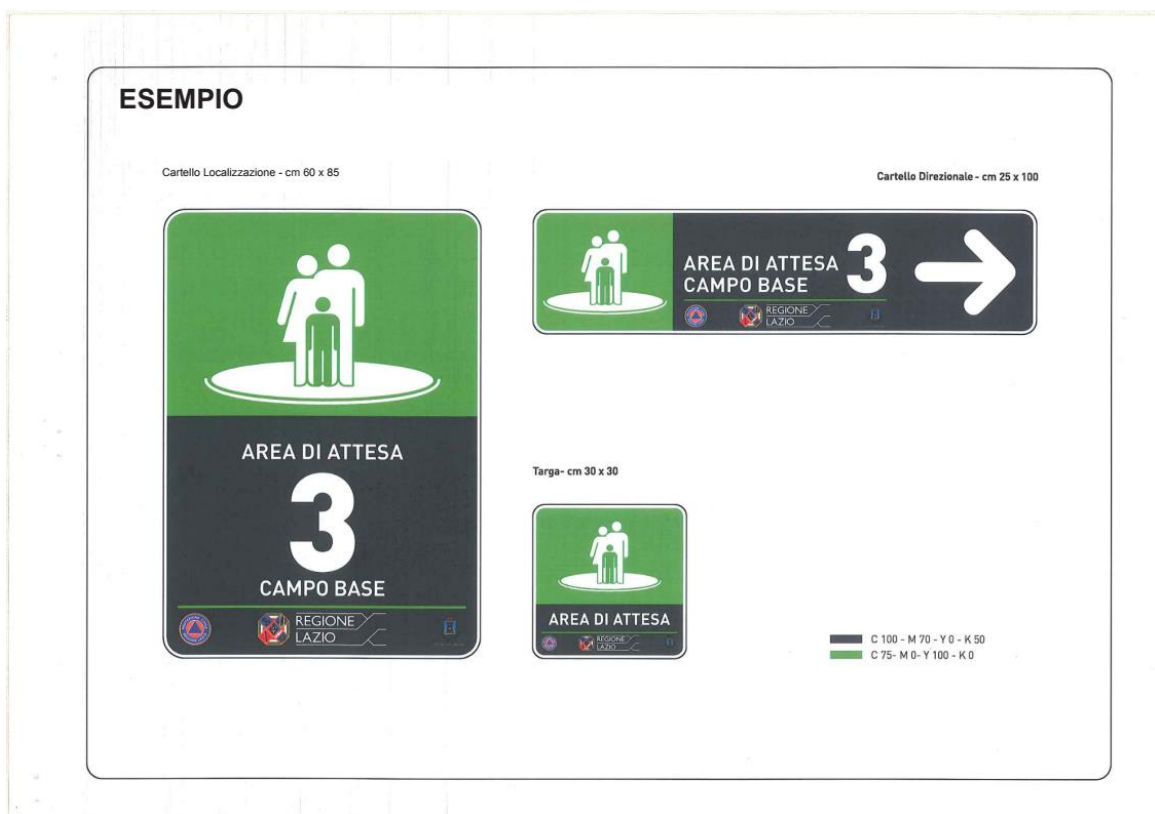 ESEMPIO
Cartello Localizzazione - cm 60 x 85
AREA DI ATTESA
3
CAMPO BASE
REGIONE
LAZIO
Cartello Direzionale - cm 25 x 100
AREA DI ATTESA
CAMPO BASE
3
REGIONE
LAZIO
Targa- cm 30 x 30
AREA DI ATTESA
REGIONE
LAZIO
C 100 - M 70 - Y 0 - K 50
C 75- M 0- Y 100 - K 0